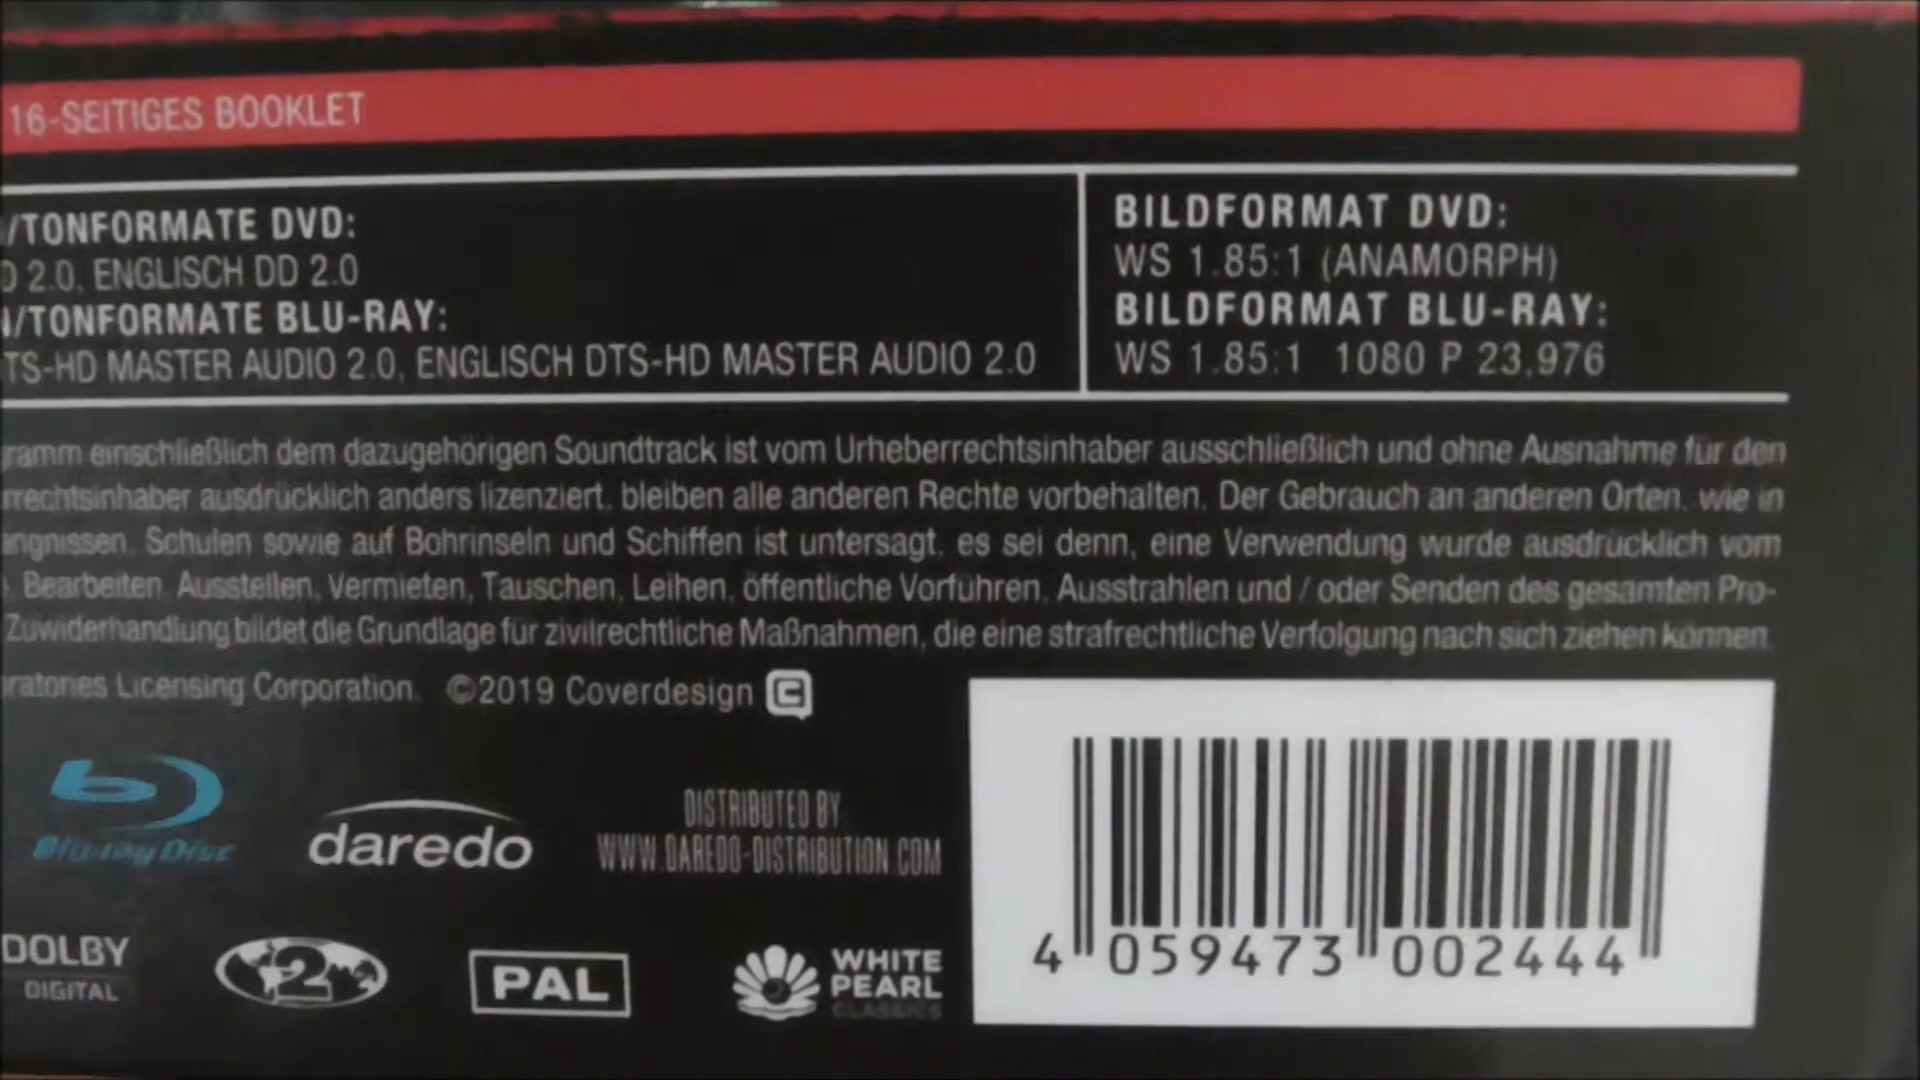 16-SEITIGES BOOKLET
/TONFORMATE DVD:
D 2.0, ENGLISCH DD 2.0
/TONFORMATE BLU-RAY:
TS-HD MASTER AUDIO 2.0, ENGLISCH DTS-HD MASTER AUDIO 2.0
BILDFORMAT DVD:
WS 1.85:1 (ANAMORPH)
BILDFORMAT BLU-RAY:
WS 1.85:1 1080 P 23,976
gramm einschließlich dem dazugehörigen Soundtrack ist vom Urheberrechtsinhaber ausschließlich und ohne Ausnahme für den
rrechtsinhaber ausdrücklich anders lizenziert, bleiben alle anderen Rechte vorbehalten. Der Gebrauch an anderen Orten, wie in
ängnissen, Schulen sowie auf Bohrinseln und Schiffen ist untersagt, es sei denn, eine Verwendung wurde ausdrücklich vom
Bearbeiten, Ausstellen, Vermieten, Tauschen, Leihen, öffentliche Vorführen, Ausstrahlen und / oder Senden des gesamten Pro-
Zuwiderhandlung bildet die Grundlage für zivilrechtliche Maßnahmen, die eine strafrechtliche Verfolgung nach sich ziehen können.
oratories Licensing Corporation. ©2019 Coverdesign C
Blu-ray Disc
daredo
DISTRIBUTED BY
WWW.DAREDO-DISTRIBUTION.COM
DOLBY
DIGITAL
2
PAL
WHITE
PEARL
CLASSICS
4 059473 002444